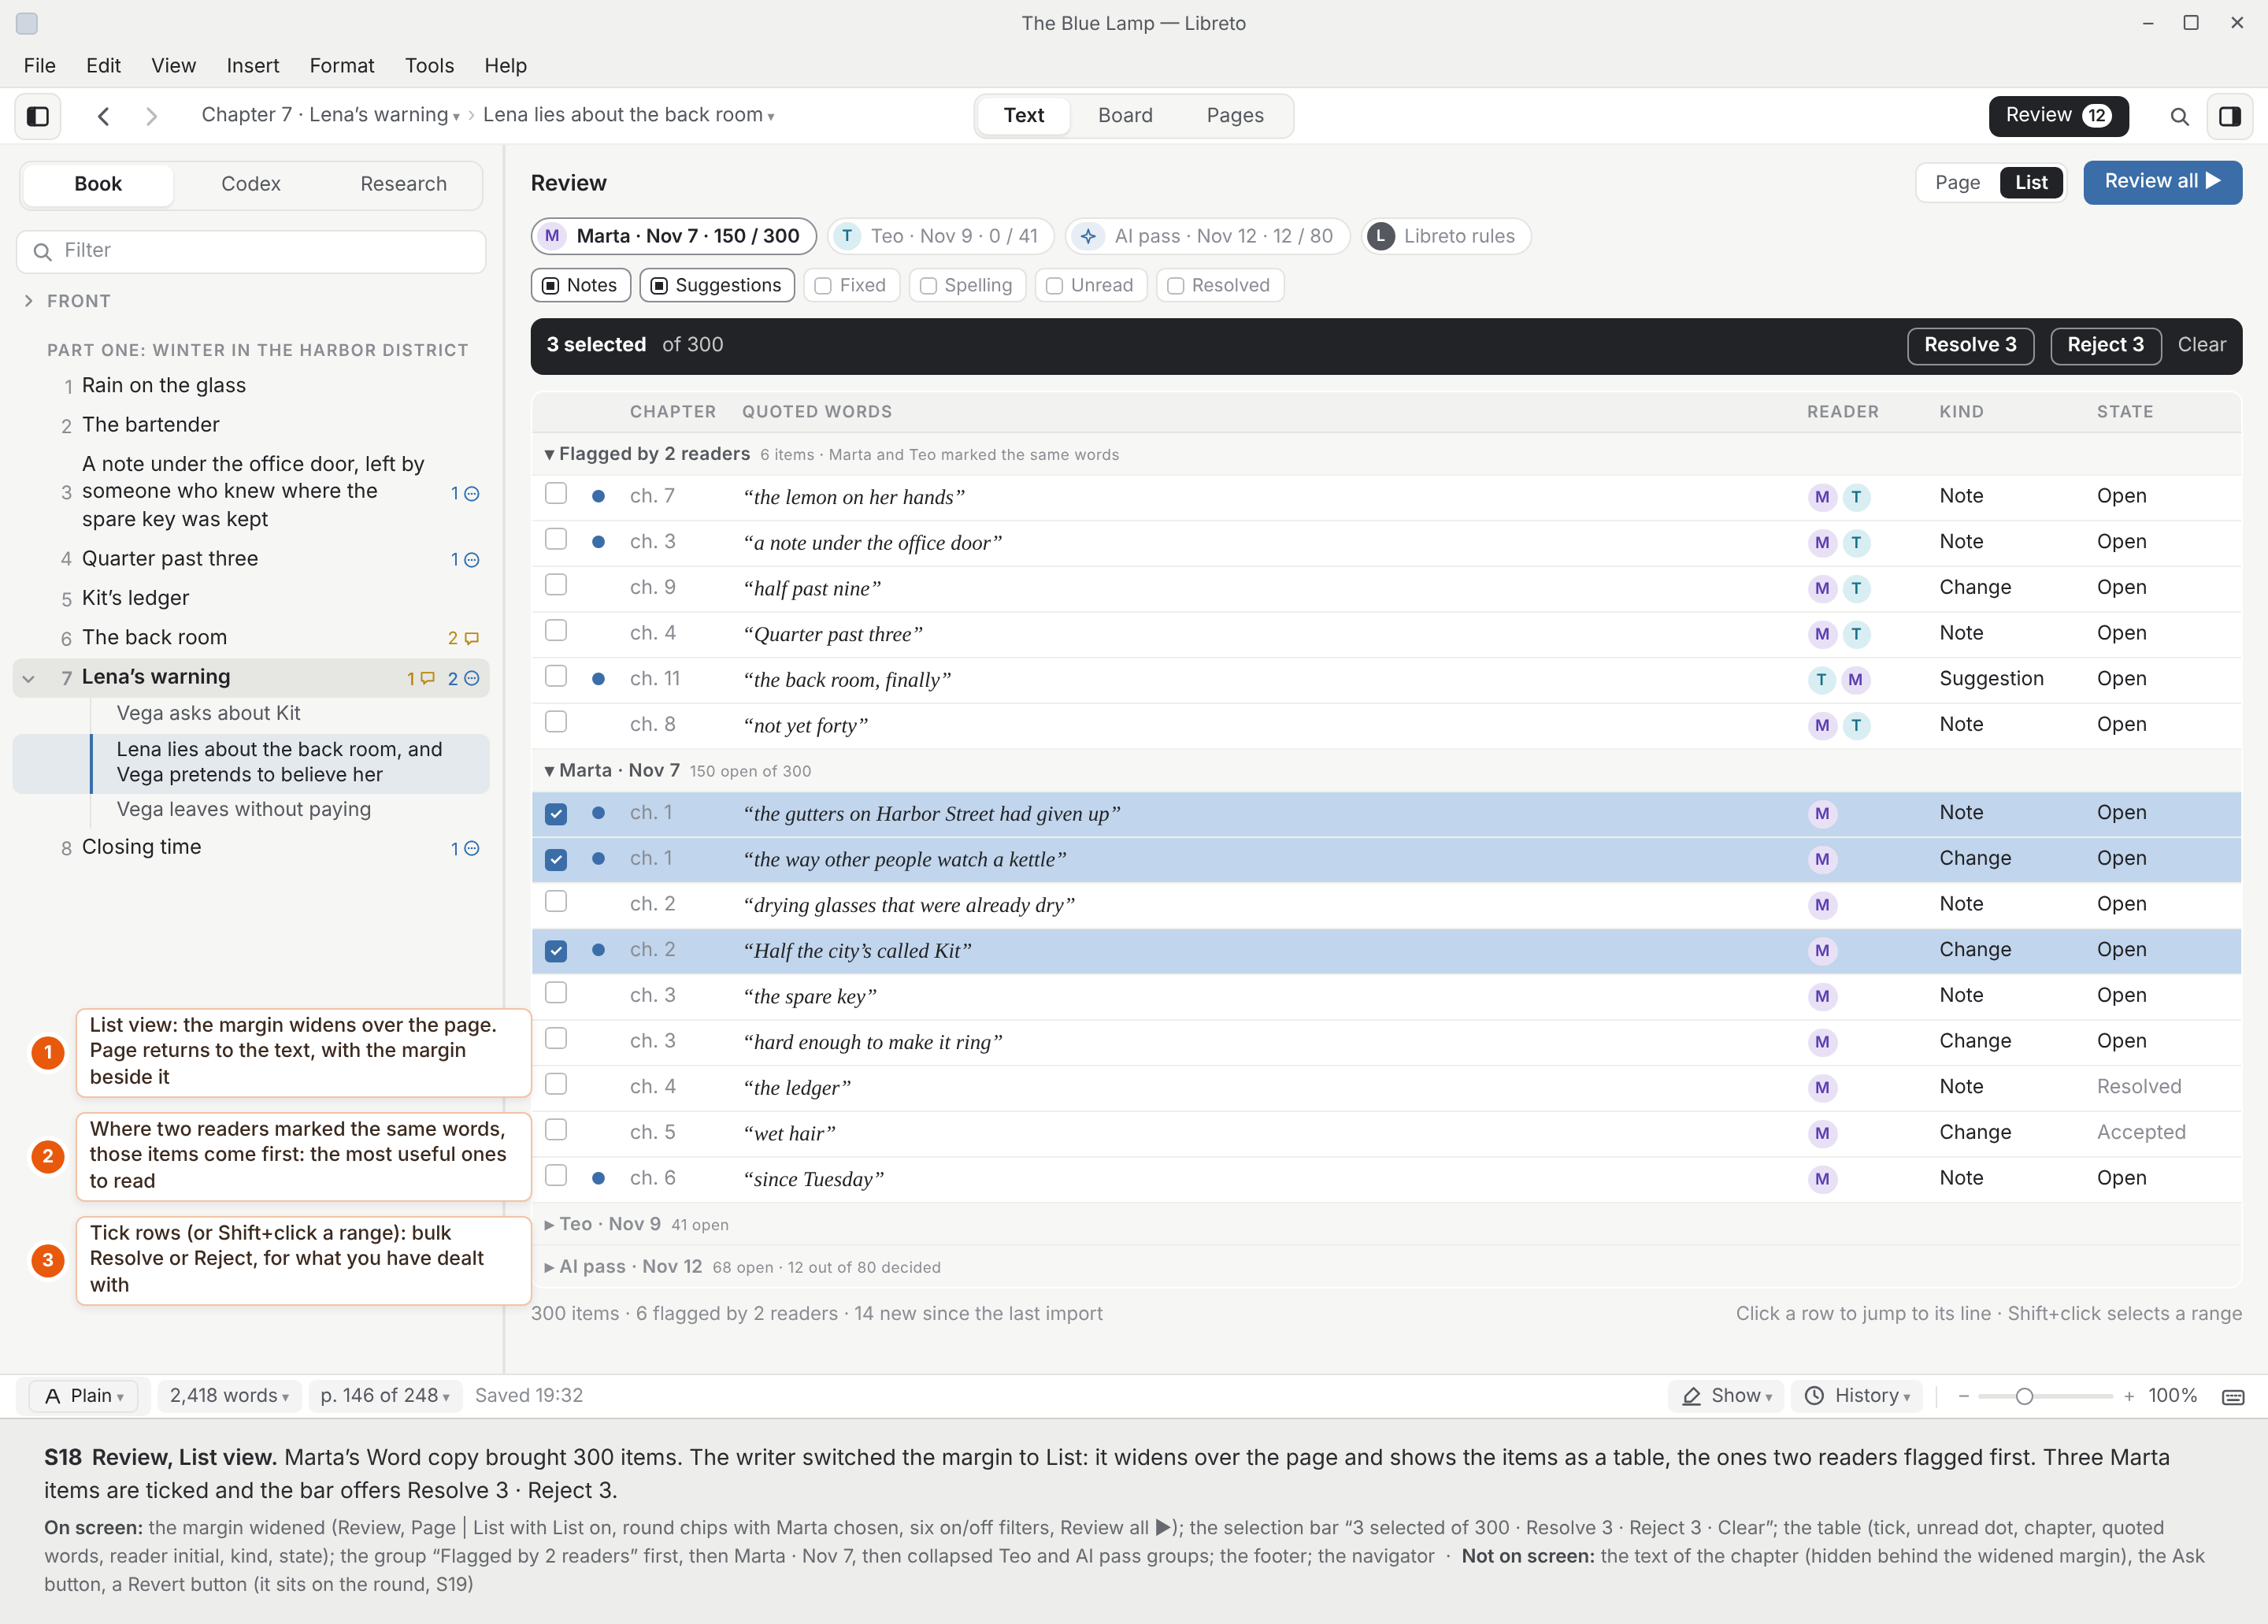 The Blue Lamp — Libreto
File Edit View Insert Format Tools Help
Chapter 7 · Lena’s warning ▾ › Lena lies about the back room ▾
Text Board Pages
Review 12
Book Codex Research
Filter
FRONT
PART ONE: WINTER IN THE HARBOR DISTRICT
1 Rain on the glass
2 The bartender
A note under the office door, left by
3 someone who knew where the 1
spare key was kept
4 Quarter past three 1
5 Kit’s ledger
6 The back room 2
7 Lena’s warning 1 2
Vega asks about Kit
Lena lies about the back room, and
Vega pretends to believe her
Vega leaves without paying
8 Closing time 1
Review
Page List Review all ▶
M Marta · Nov 7 · 150 / 300 T Teo · Nov 9 · 0 / 41 AI pass · Nov 12 · 12 / 80 L Libreto rules
Notes Suggestions Fixed Spelling Unread Resolved
3 selected of 300 Resolve 3 Reject 3 Clear
CHAPTER QUOTED WORDS READER KIND STATE
▾ Flagged by 2 readers 6 items · Marta and Teo marked the same words
ch. 7 “the lemon on her hands” M T Note Open
ch. 3 “a note under the office door” M T Note Open
ch. 9 “half past nine” M T Change Open
ch. 4 “Quarter past three” M T Note Open
ch. 11 “the back room, finally” T M Suggestion Open
ch. 8 “not yet forty” M T Note Open
▾ Marta · Nov 7 150 open of 300
ch. 1 “the gutters on Harbor Street had given up” M Note Open
ch. 1 “the way other people watch a kettle” M Change Open
ch. 2 “drying glasses that were already dry” M Note Open
ch. 2 “Half the city’s called Kit” M Change Open
ch. 3 “the spare key” M Note Open
ch. 3 “hard enough to make it ring” M Change Open
ch. 4 “the ledger” M Note Resolved
ch. 5 “wet hair” M Change Accepted
ch. 6 “since Tuesday” M Note Open
▸ Teo · Nov 9 41 open
▸ AI pass · Nov 12 68 open · 12 out of 80 decided
300 items · 6 flagged by 2 readers · 14 new since the last import
Click a row to jump to its line · Shift+click selects a range
1
List view: the margin widens over the page.
Page returns to the text, with the margin
beside it
2
Where two readers marked the same words,
those items come first: the most useful ones
to read
3
Tick rows (or Shift+click a range): bulk
Resolve or Reject, for what you have dealt
with
A Plain ▾ 2,418 words ▾ p. 146 of 248 ▾ Saved 19:32
Show ▾ History ▾ − + 100%
S18 Review, List view. Marta’s Word copy brought 300 items. The writer switched the margin to List: it widens over the page and shows the items as a table, the ones two readers flagged first. Three Marta
items are ticked and the bar offers Resolve 3 · Reject 3.
On screen: the margin widened (Review, Page | List with List on, round chips with Marta chosen, six on/off filters, Review all ▶); the selection bar “3 selected of 300 · Resolve 3 · Reject 3 · Clear”; the table (tick, unread dot, chapter, quoted
words, reader initial, kind, state); the group “Flagged by 2 readers” first, then Marta · Nov 7, then collapsed Teo and AI pass groups; the footer; the navigator · Not on screen: the text of the chapter (hidden behind the widened margin), the Ask
button, a Revert button (it sits on the round, S19)